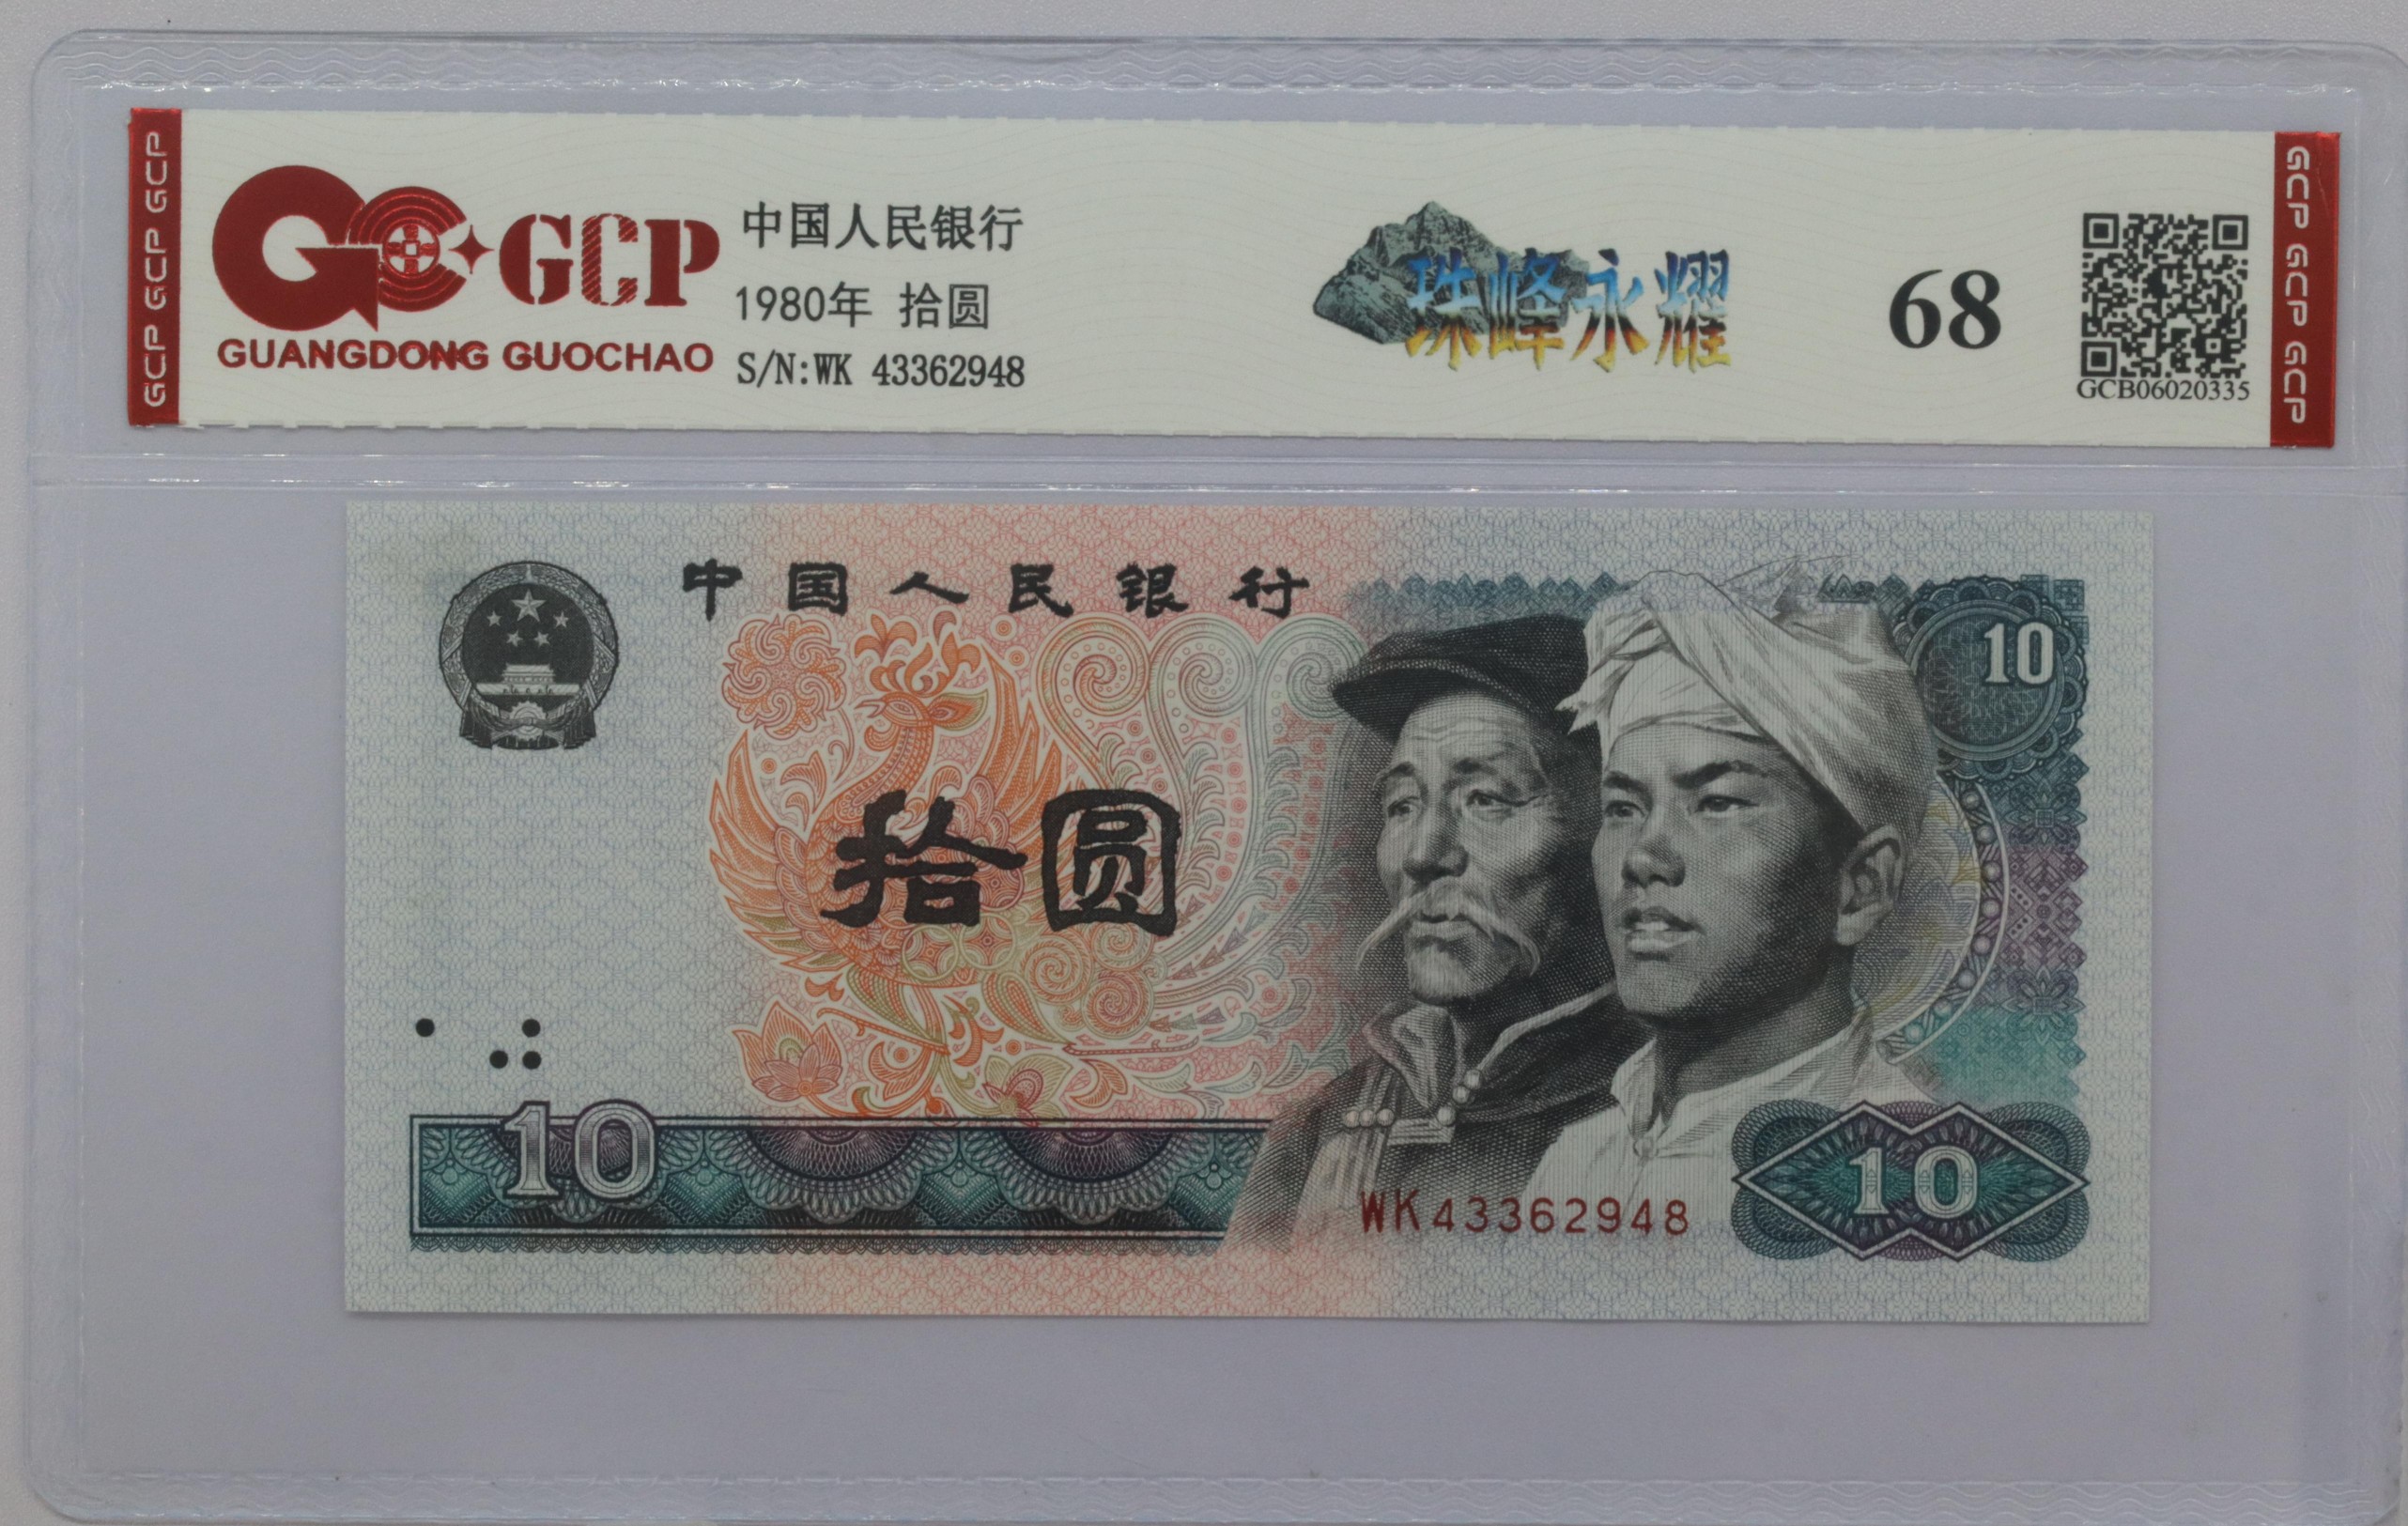 GCP GCP GCP
GCP
GUANGDONG GUOCHAO
中国人民银行
1980年 拾圆
S/N:WK 43362948
珠峰永耀
68
GCB06020335
GCP GCP GCP
中国人民银行
10
拾圆
10
WK43362948
10